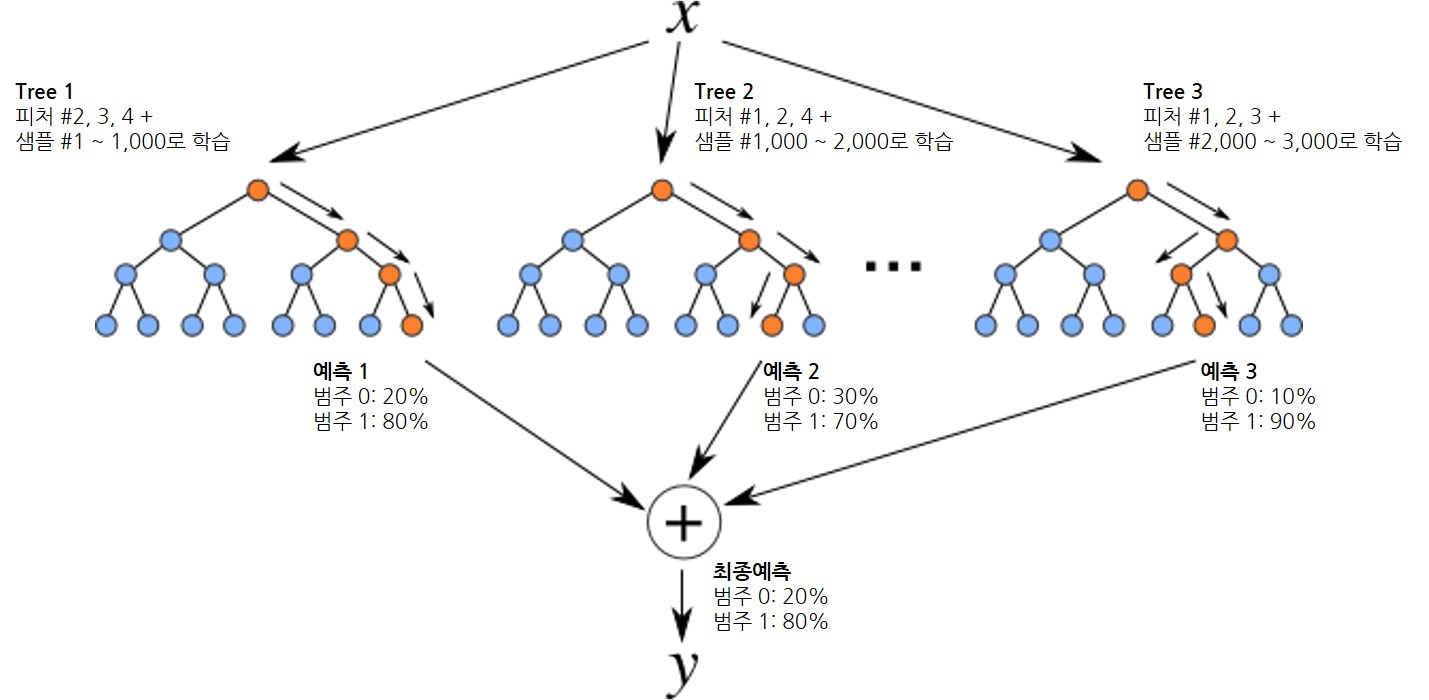 x
Tree 1
피처 #2, 3, 4 +
샘플 #1 ~ 1,000로 학습
Tree 2
피처 #1, 2, 4 +
샘플 #1,000 ~ 2,000로 학습
Tree 3
피처 #1, 2, 3 +
샘플 #2,000 ~ 3,000로 학습
...
예측 1
범주 0: 20%
범주 1: 80%
예측 2
범주 0: 30%
범주 1: 70%
예측 3
범주 0: 10%
범주 1: 90%
+
최종예측
범주 0: 20%
범주 1: 80%
y